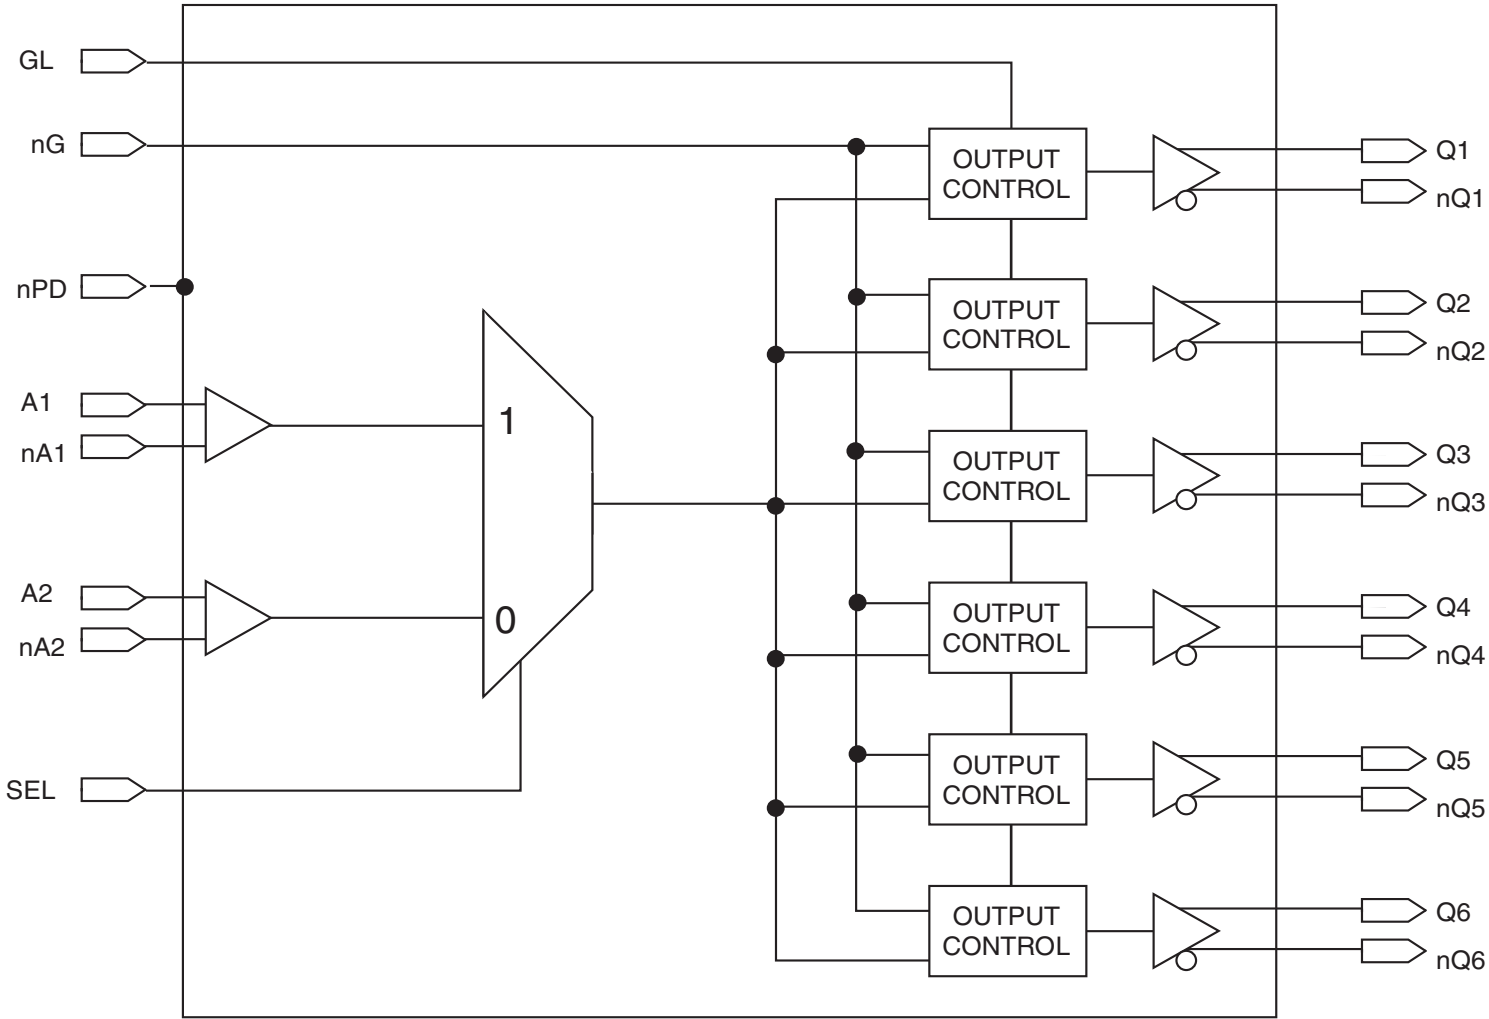 GL
nG
nPD
A1
nA1
A2
nA2
SEL
1
0
OUTPUT
CONTROL
OUTPUT
CONTROL
OUTPUT
CONTROL
OUTPUT
CONTROL
OUTPUT
CONTROL
OUTPUT
CONTROL
Q1
nQ1
Q2
nQ2
Q3
nQ3
Q4
nQ4
Q5
nQ5
Q6
nQ6